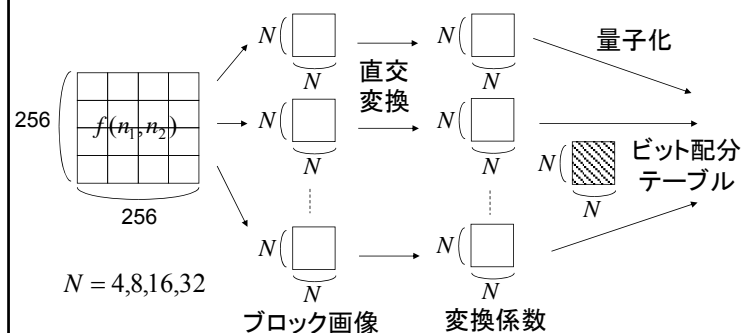 256
f(n₁,n₂)
256
N = 4,8,16,32
N
N
N
N
N
N
ブロック画像
直交
変換
N
N
N
N
N
N
変換係数
量子化
N
N
ビット配分
テーブル